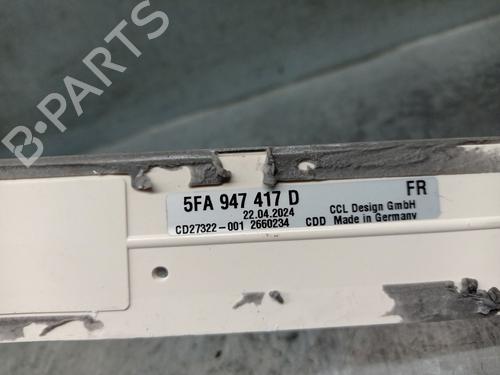 B-PARTS
5FA 947 417 D
FR
22.04.2024
CCL Design GmbH
CD27322-001 2660234
CDD Made in Germany